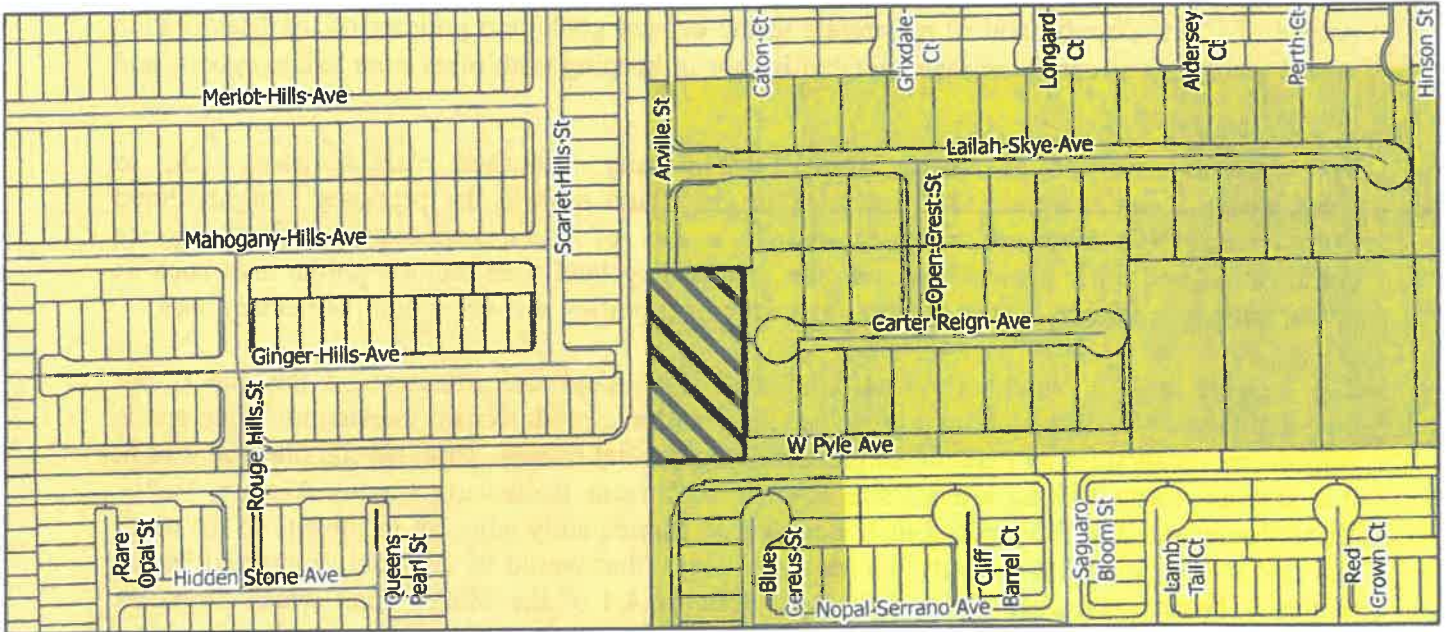 Merlot Hills Ave
Mahogany Hills Ave
Ginger Hills Ave
Scarlet Hills St
Rouge Hills St
Rare
Opal St
Hidden Stone Ave
Queens
Pearl St
Arville St
Caton Ct
Grixdale
Ct
Longard
Ct
Aldersey
Ct
Perth Ct
Hinson St
Lailah Skye Ave
Open Crest St
Carter Reign Ave
W Pyle Ave
Blue
Cereus St
Cliff
Barrel Ct
Nopal Serrano Ave
Saguaro
Bloom St
Lamb
Tail Ct
Red
Crown Ct